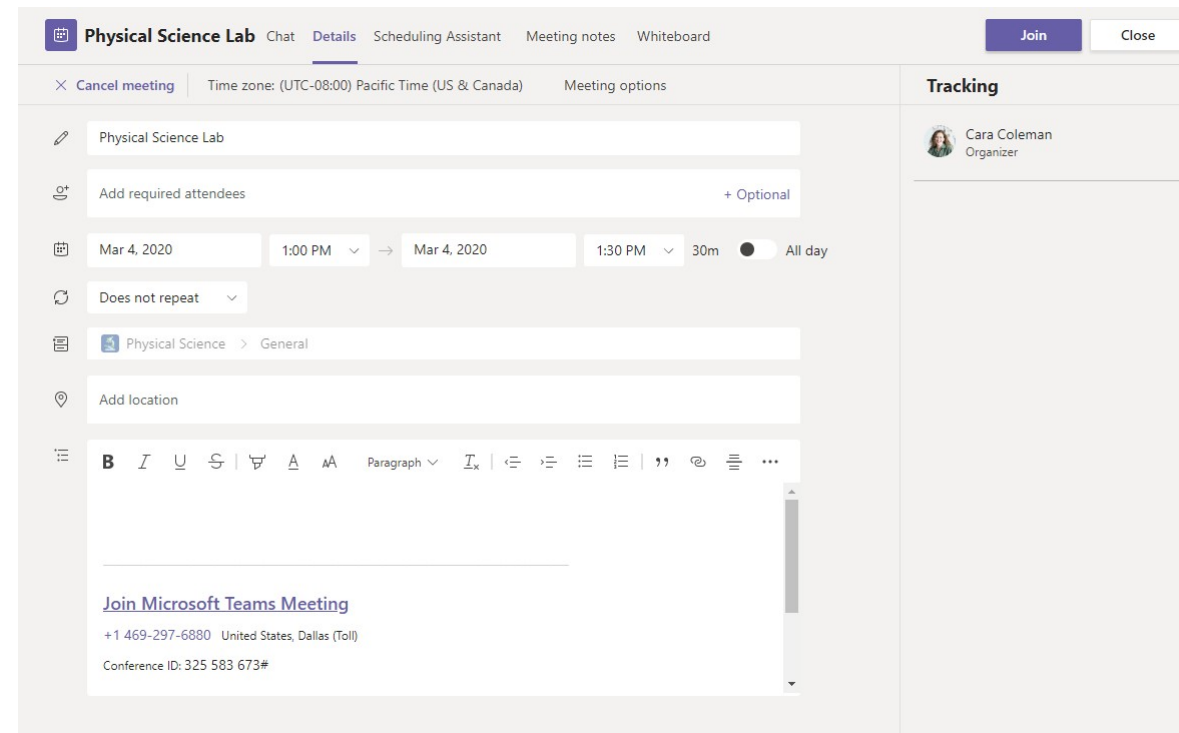 Physical Science Lab Chat Details Scheduling Assistant Meeting notes Whiteboard Join Close
Cancel meeting Time zone: (UTC-08:00) Pacific Time (US & Canada) Meeting options
Tracking
Physical Science Lab
Cara Coleman
Organizer
Add required attendees + Optional
Mar 4, 2020 1:00 PM → Mar 4, 2020 1:30 PM 30m All day
Does not repeat
Physical Science > General
Add location
B I U S A AA Paragraph Tx
Join Microsoft Teams Meeting
+1 469-297-6880 United States, Dallas (Toll)
Conference ID: 325 583 673#